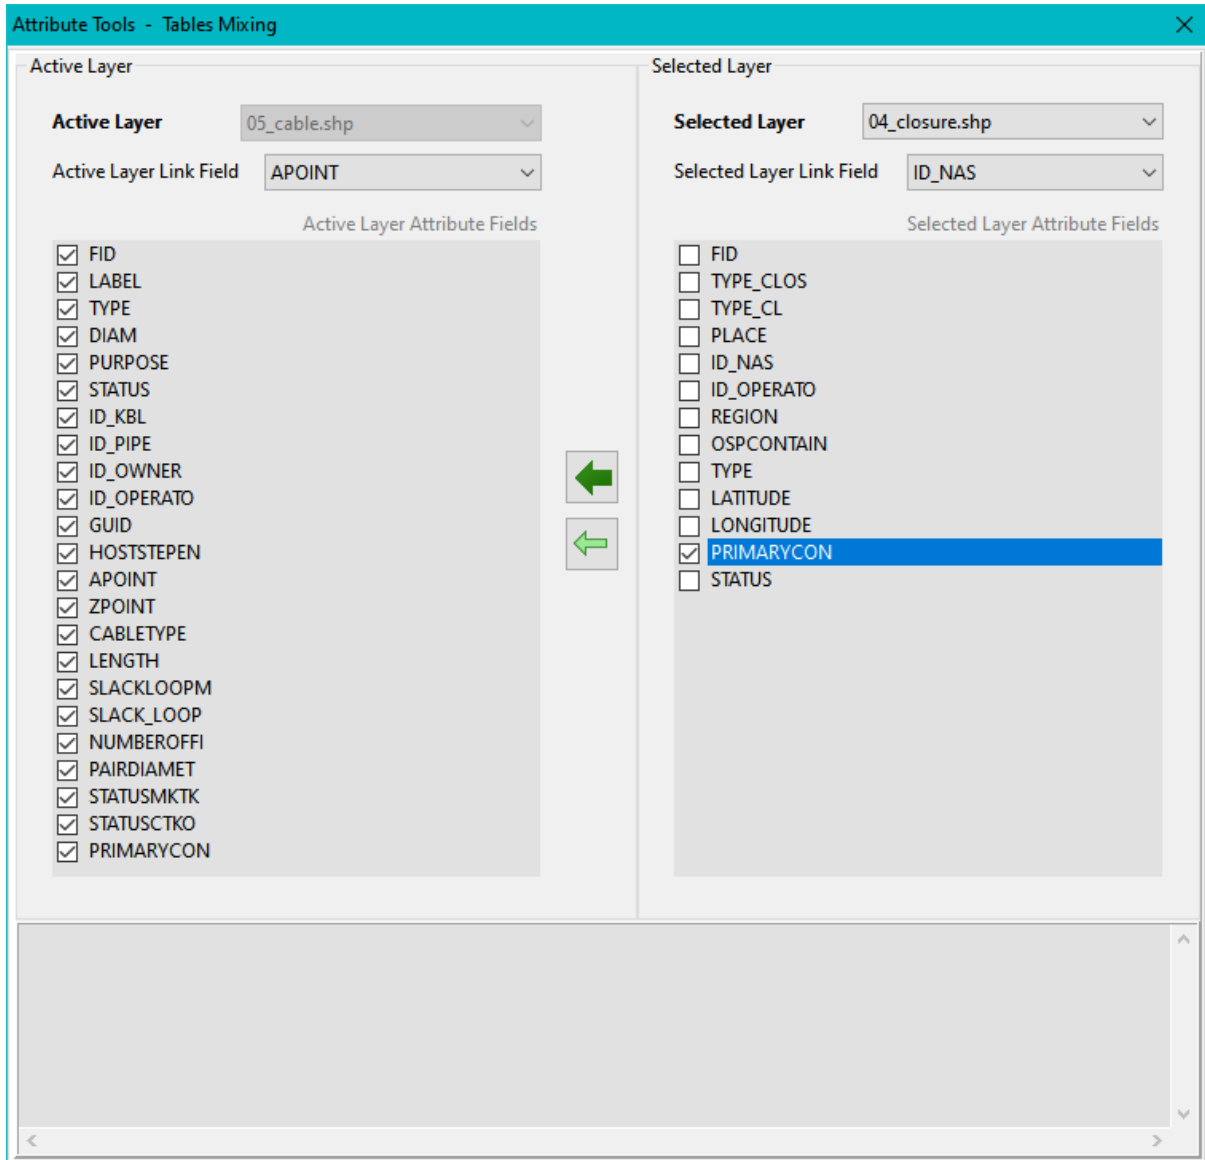 Attribute Tools - Tables Mixing
Active Layer
Active Layer 05_cable.shp
Active Layer Link Field APOINT
Active Layer Attribute Fields
FID
LABEL
TYPE
DIAM
PURPOSE
STATUS
ID_KBL
ID_PIPE
ID_OWNER
ID_OPERATO
GUID
HOSTSTEPEN
APOINT
ZPOINT
CABLETYPE
LENGTH
SLACKLOOPM
SLACK_LOOP
NUMBEROFFI
PAIRDIAMET
STATUSMKTK
STATUSCTKO
PRIMARYCON
Selected Layer
Selected Layer 04_closure.shp
Selected Layer Link Field ID_NAS
Selected Layer Attribute Fields
FID
TYPE_CLOS
TYPE_CL
PLACE
ID_NAS
ID_OPERATO
REGION
OSPCONTAIN
TYPE
LATITUDE
LONGITUDE
PRIMARYCON
STATUS